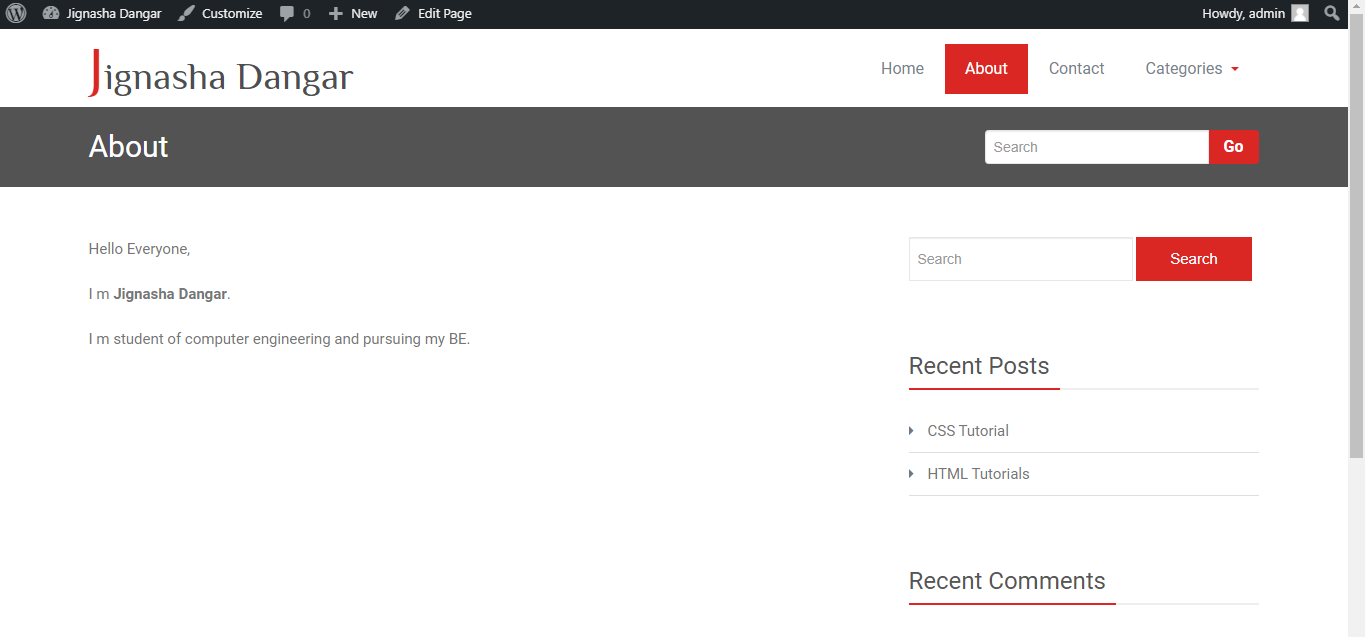 Jignasha Dangar Customize 0 New Edit Page Howdy, admin
Jignasha Dangar
Home About Contact Categories
About
Search Go
Hello Everyone,
I m Jignasha Dangar.
I m student of computer engineering and pursuing my BE.
Search Search
Recent Posts
CSS Tutorial
HTML Tutorials
Recent Comments